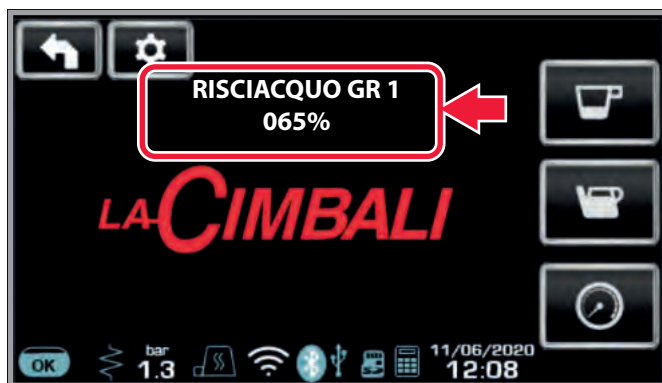 RISCIACQUO GR 1
065%
LA CIMBALI
OK
bar
1.3
11/06/2020
12:08